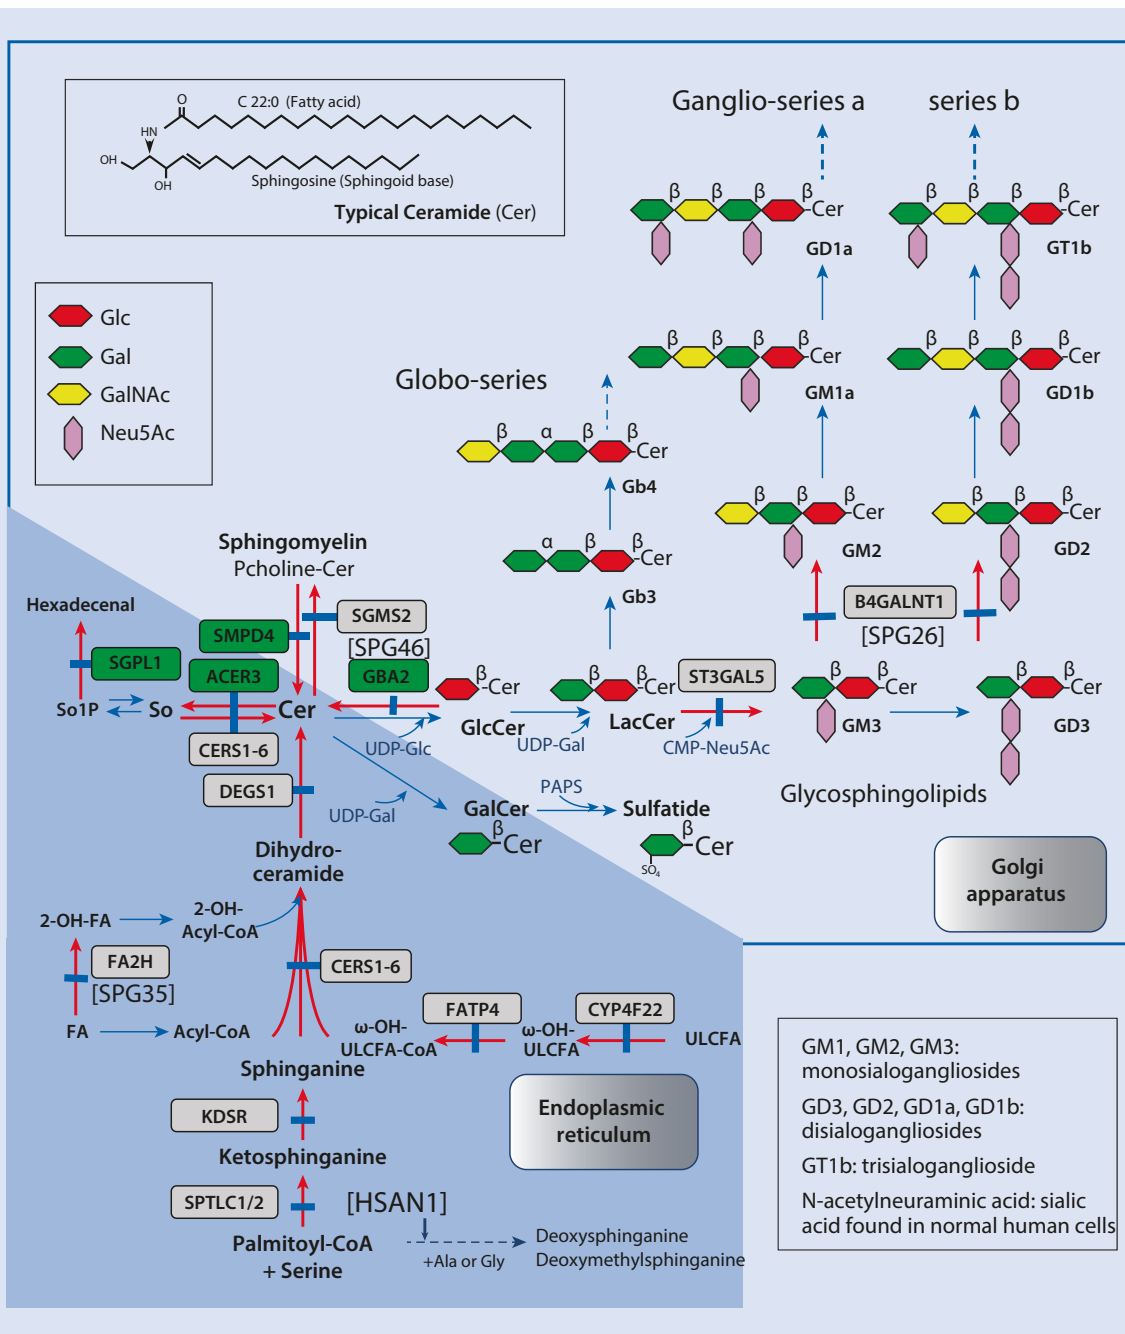 C 22:0 (Fatty acid)
O
HN
OH
OH
Sphingosine (Sphingoid base)
Typical Ceramide (Cer)
Glc
Gal
GalNAc
Neu5Ac
Ganglio-series a
series b
β β β β
Cer
GD1a
β β β β
Cer
GT1b
β β β β
Cer
GM1a
β β β β
Cer
GD1b
Globo-series
β α β β
Cer
Gb4
β β β
Cer
GM2
β β β
Cer
GD2
α β β
Cer
Gb3
B4GALNT1
[SPG26]
Sphingomyelin
Pcholine-Cer
Hexadecenal
SGMS2
[SPG46]
SMPD4
SGPL1
ACER3
GBA2
So1P
So
Cer
CERS1-6
DEGS1
β
-Cer
GlcCer
UDP-Glc
β β
Cer
LacCer
UDP-Gal
ST3GAL5
CMP-Neu5Ac
β β
Cer
GM3
β β
Cer
GD3
Glycosphingolipids
UDP-Gal
GalCer
β
Cer
PAPS
Sulfatide
β
Cer
SO4
Golgi
apparatus
Dihydro-
ceramide
2-OH-FA
2-OH-
Acyl-CoA
FA2H
[SPG35]
FA
Acyl-CoA
CERS1-6
FATP4
CYP4F22
ω-OH-
ULCFA-CoA
ω-OH-
ULCFA
ULCFA
Sphinganine
KDSR
Ketosphinganine
Endoplasmic
reticulum
SPTLC1/2
[HSAN1]
Palmitoyl-CoA
+ Serine
+Ala or Gly
Deoxysphinganine
Deoxymethylsphinganine
GM1, GM2, GM3:
monosialogangliosides
GD3, GD2, GD1a, GD1b:
disialogangliosides
GT1b: trisialoganglioside
N-acetylneuraminic acid: sialic
acid found in normal human cells